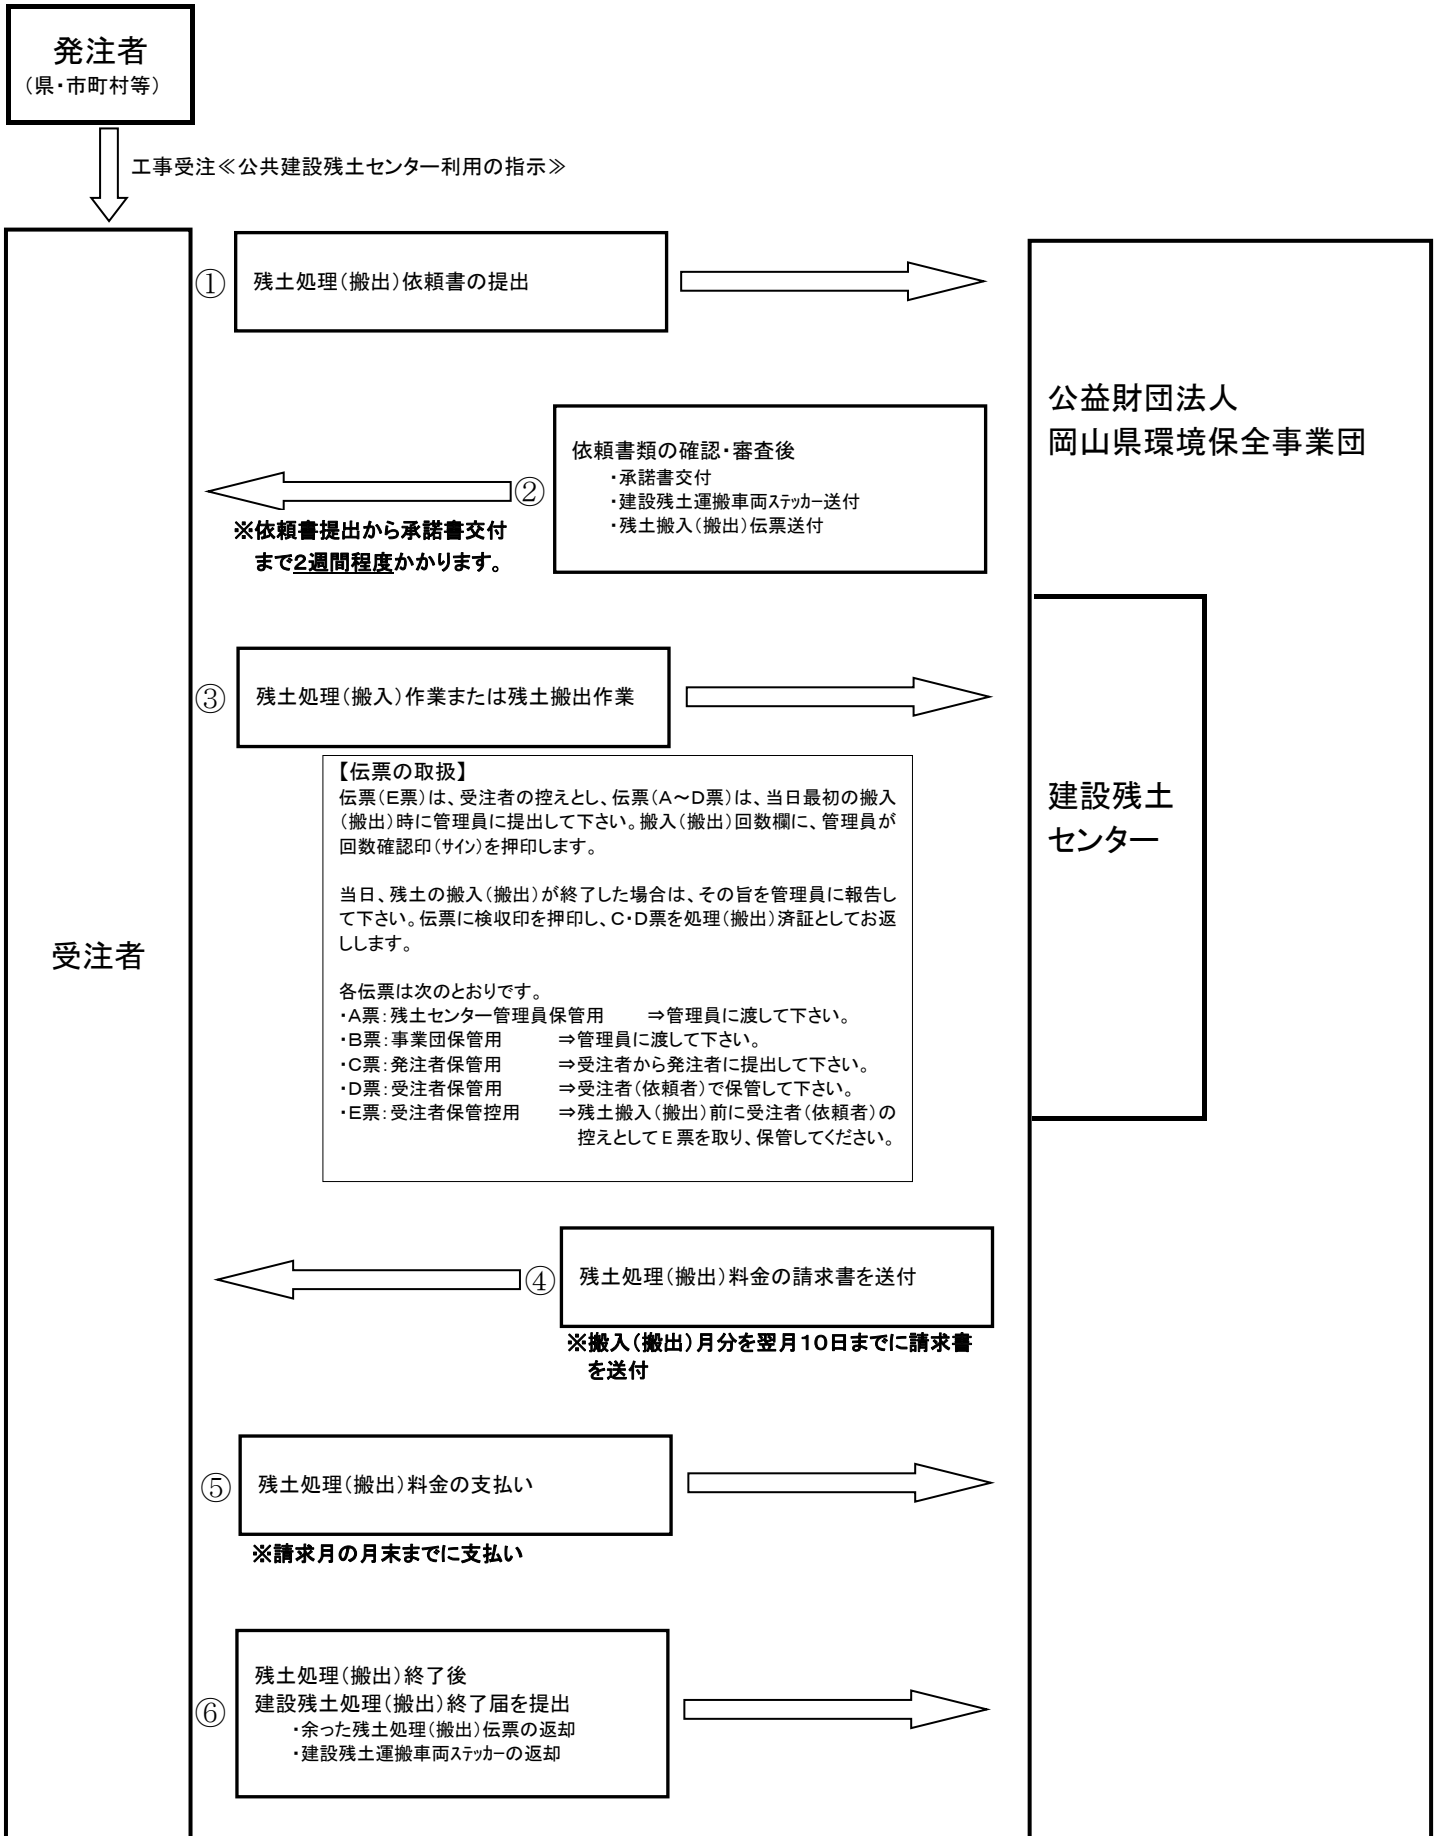 発注者
（県・市町村等）
工事受注≪公共建設残土センター利用の指示≫
受注者
① 残土処理（搬出）依頼書の提出
公益財団法人
岡山県環境保全事業団
② 依頼書類の確認・審査後
・承諾書交付
・建設残土運搬車両ステッカー送付
・残土搬入（搬出）伝票送付
※依頼書提出から承諾書交付
まで2週間程度かかります。
③ 残土処理（搬入）作業または残土搬出作業
建設残土
センター
【伝票の取扱】
伝票（E票）は、受注者の控えとし、伝票（A～D票）は、当日最初の搬入
（搬出）時に管理員に提出して下さい。搬入（搬出）回数欄に、管理員が
回数確認印（サイン）を押印します。
当日、残土の搬入（搬出）が終了した場合は、その旨を管理員に報告し
て下さい。伝票に検収印を押印し、C・D票を処理（搬出）済証としてお返
しします。
各伝票は次のとおりです。
・A票：残土センター管理員保管用　⇒管理員に渡して下さい。
・B票：事業団保管用　⇒管理員に渡して下さい。
・C票：発注者保管用　⇒受注者から発注者に提出して下さい。
・D票：受注者保管用　⇒受注者（依頼者）で保管して下さい。
・E票：受注者保管控用　⇒残土搬入（搬出）前に受注者（依頼者）の
控えとしてE票を取り、保管してください。
④ 残土処理（搬出）料金の請求書を送付
※搬入（搬出）月分を翌月10日までに請求書
を送付
⑤ 残土処理（搬出）料金の支払い
※請求月の月末までに支払い
⑥ 残土処理（搬出）終了後
建設残土処理（搬出）終了届を提出
・余った残土処理（搬出）伝票の返却
・建設残土運搬車両ステッカーの返却